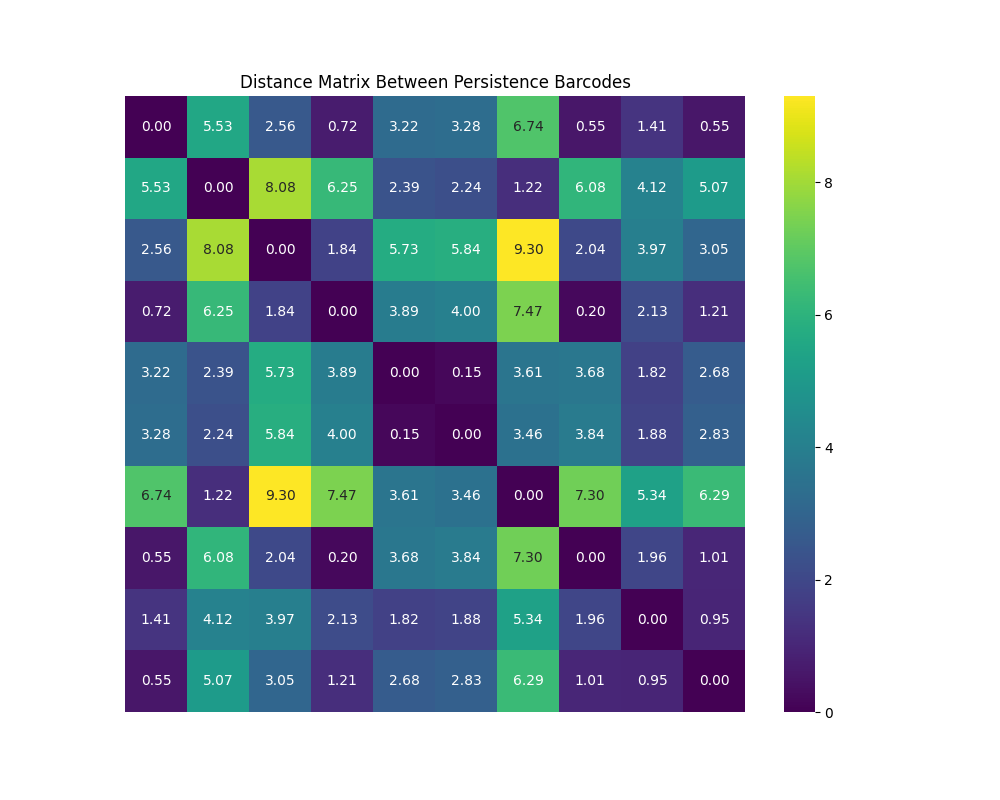 Distance Matrix Between Persistence Barcodes
0.00 5.53 2.56 0.72 3.22 3.28 6.74 0.55 1.41 0.55
5.53 0.00 8.08 6.25 2.39 2.24 1.22 6.08 4.12 5.07
8
2.56 8.08 0.00 1.84 5.73 5.84 9.30 2.04 3.97 3.05
0.72 6.25 1.84 0.00 3.89 4.00 7.47 0.20 2.13 1.21
6
3.22 2.39 5.73 3.89 0.00 0.15 3.61 3.68 1.82 2.68
3.28 2.24 5.84 4.00 0.15 0.00 3.46 3.84 1.88 2.83
4
6.74 1.22 9.30 7.47 3.61 3.46 0.00 7.30 5.34 6.29
0.55 6.08 2.04 0.20 3.68 3.84 7.30 0.00 1.96 1.01
2
1.41 4.12 3.97 2.13 1.82 1.88 5.34 1.96 0.00 0.95
0.55 5.07 3.05 1.21 2.68 2.83 6.29 1.01 0.95 0.00
0